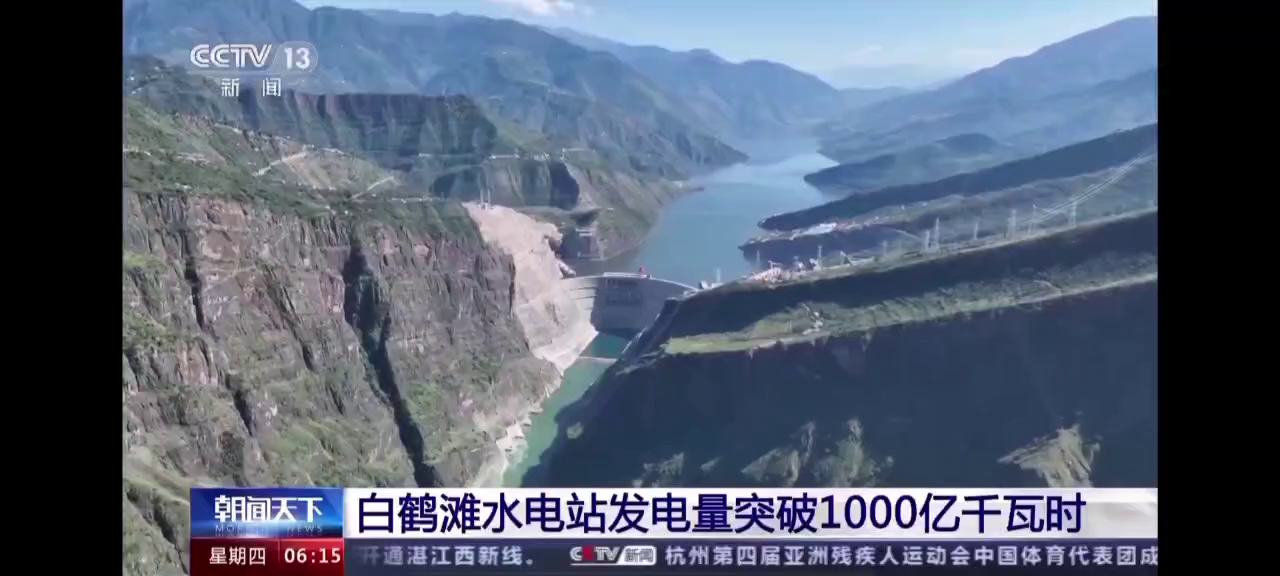 CCTV 13
新闻
朝闻天下
MORNING NEWS
白鹤滩水电站发电量突破1000亿千瓦时
星期四 06:15
开通湛江西新线。 CCTV新闻 杭州第四届亚洲残疾人运动会中国体育代表团成